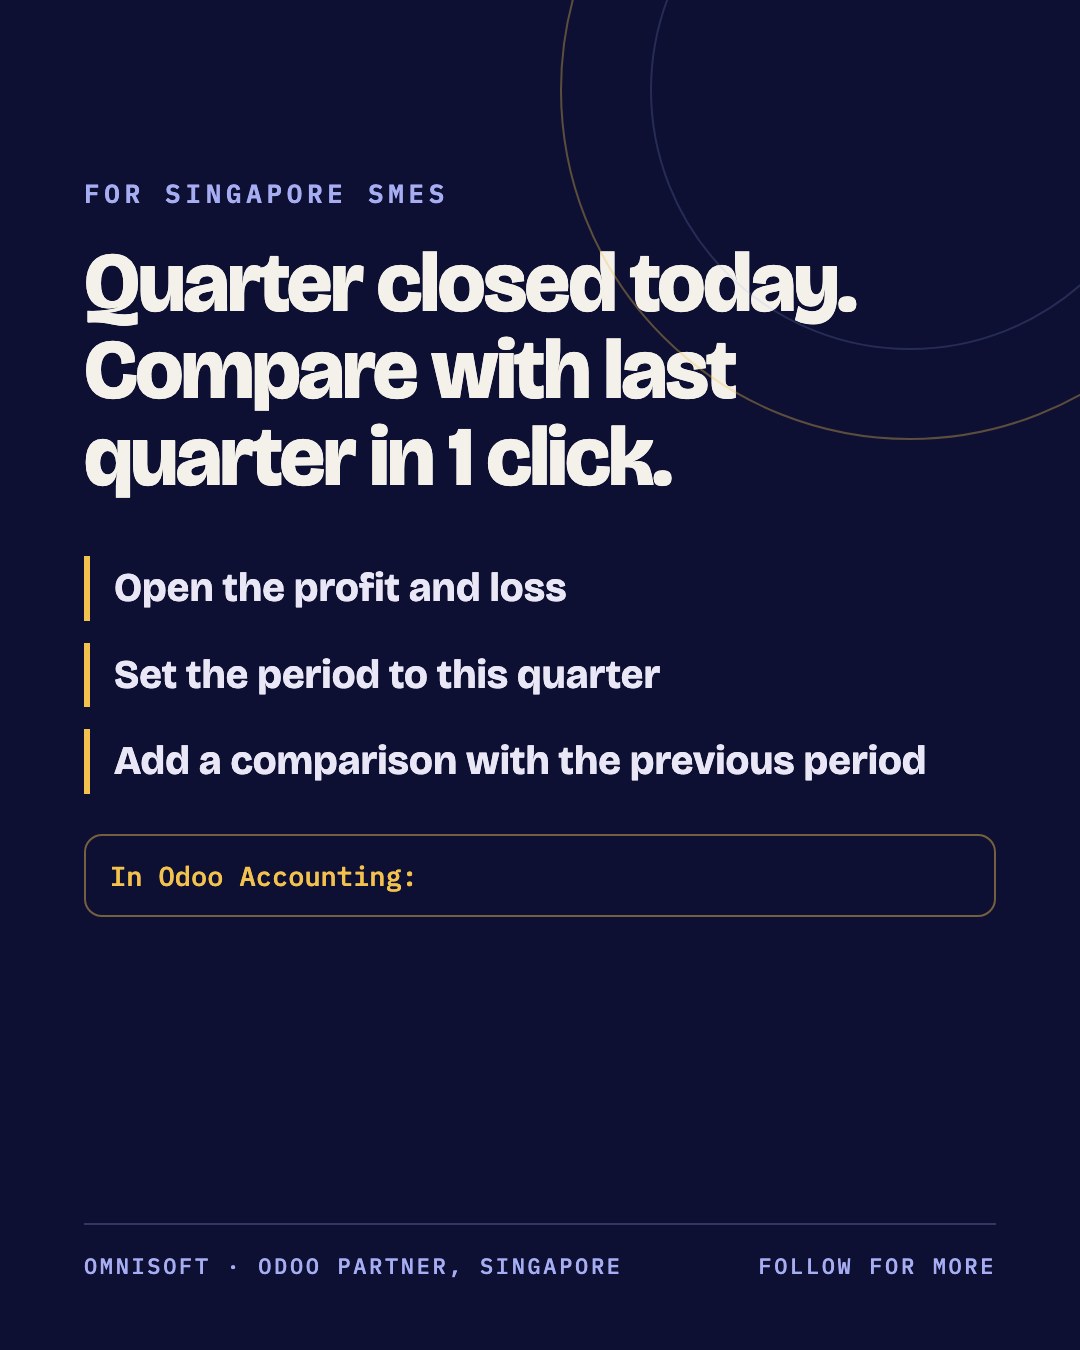 FOR SINGAPORE SMES
Quarter closed today.
Compare with last
quarter in 1 click.
Open the profit and loss
Set the period to this quarter
Add a comparison with the previous period
In Odoo Accounting:
OMNISOFT · ODOO PARTNER, SINGAPORE
FOLLOW FOR MORE